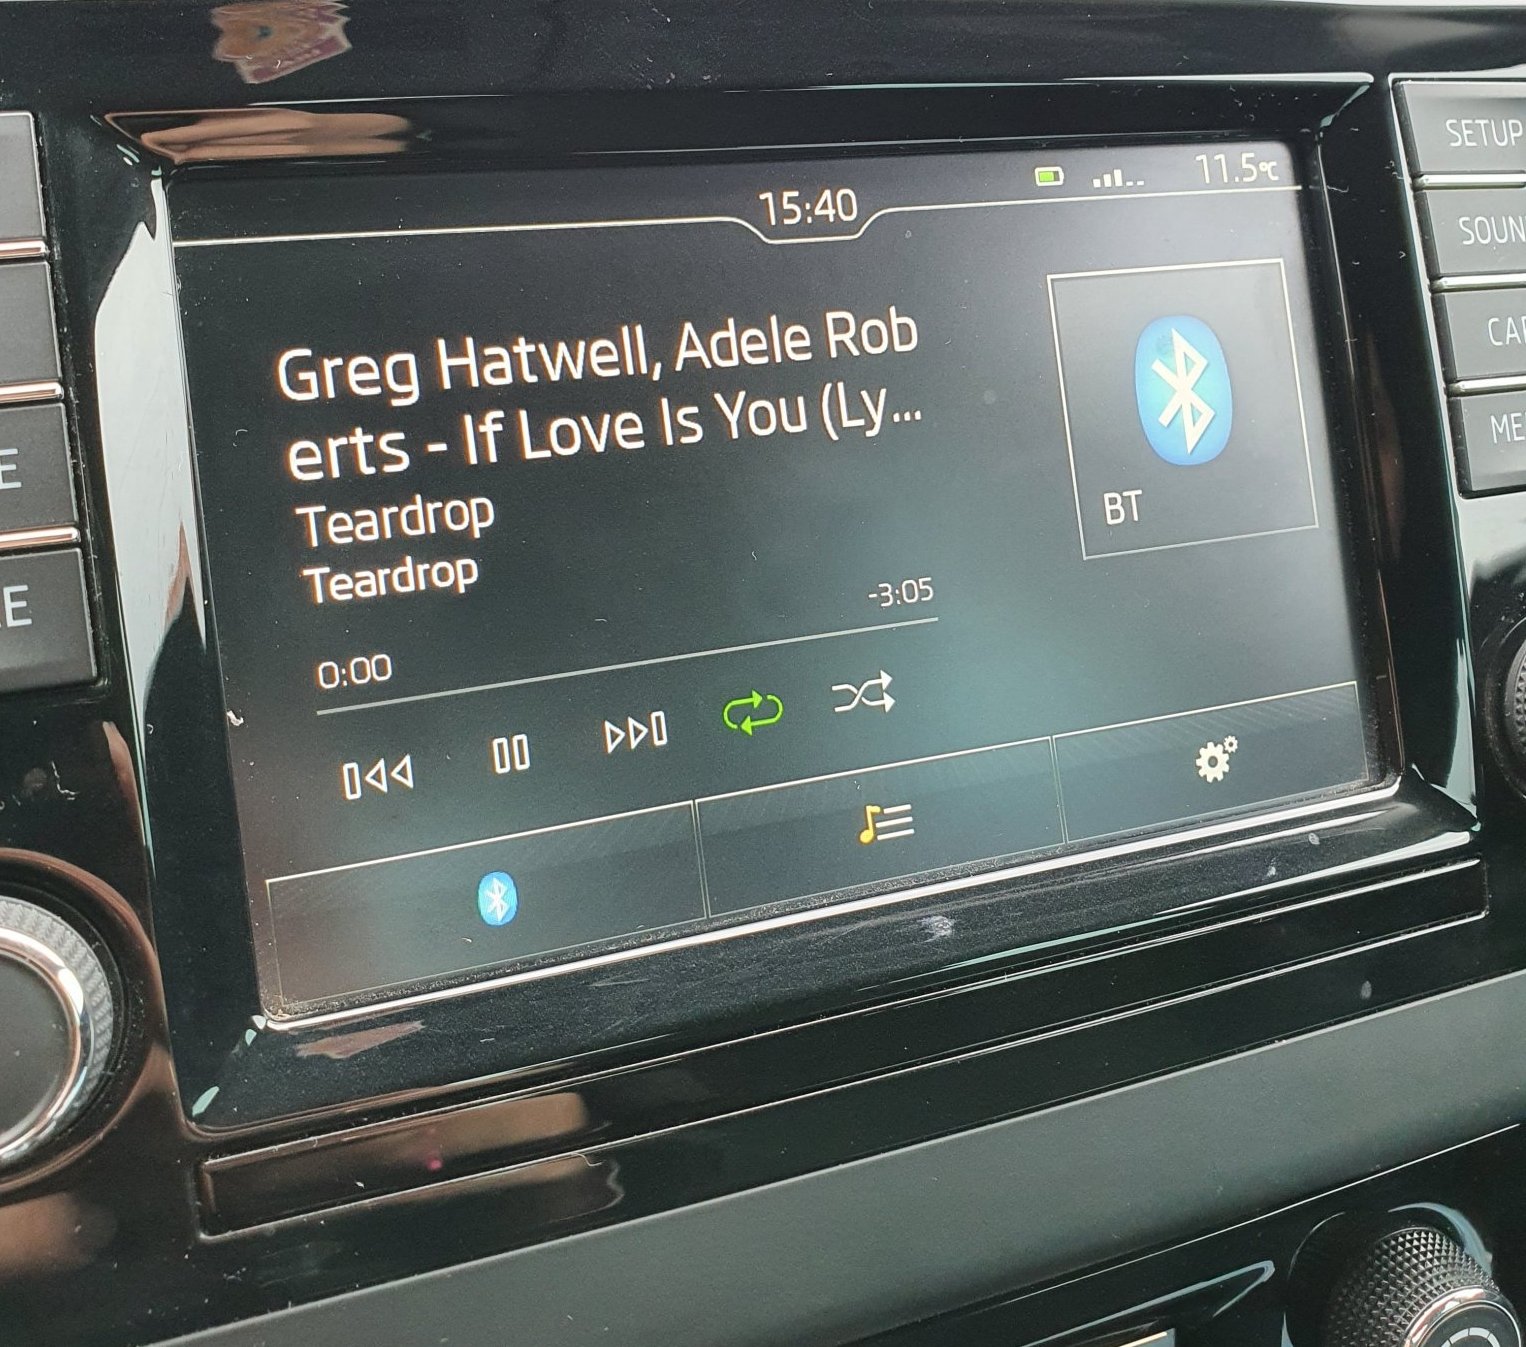 15:40
11.5°C
Greg Hatwell, Adele Rob
erts - If Love Is You (Ly...
Teardrop
Teardrop
0:00
-3:05
BT
SETUP
SOUN
CAR
ME
E
E